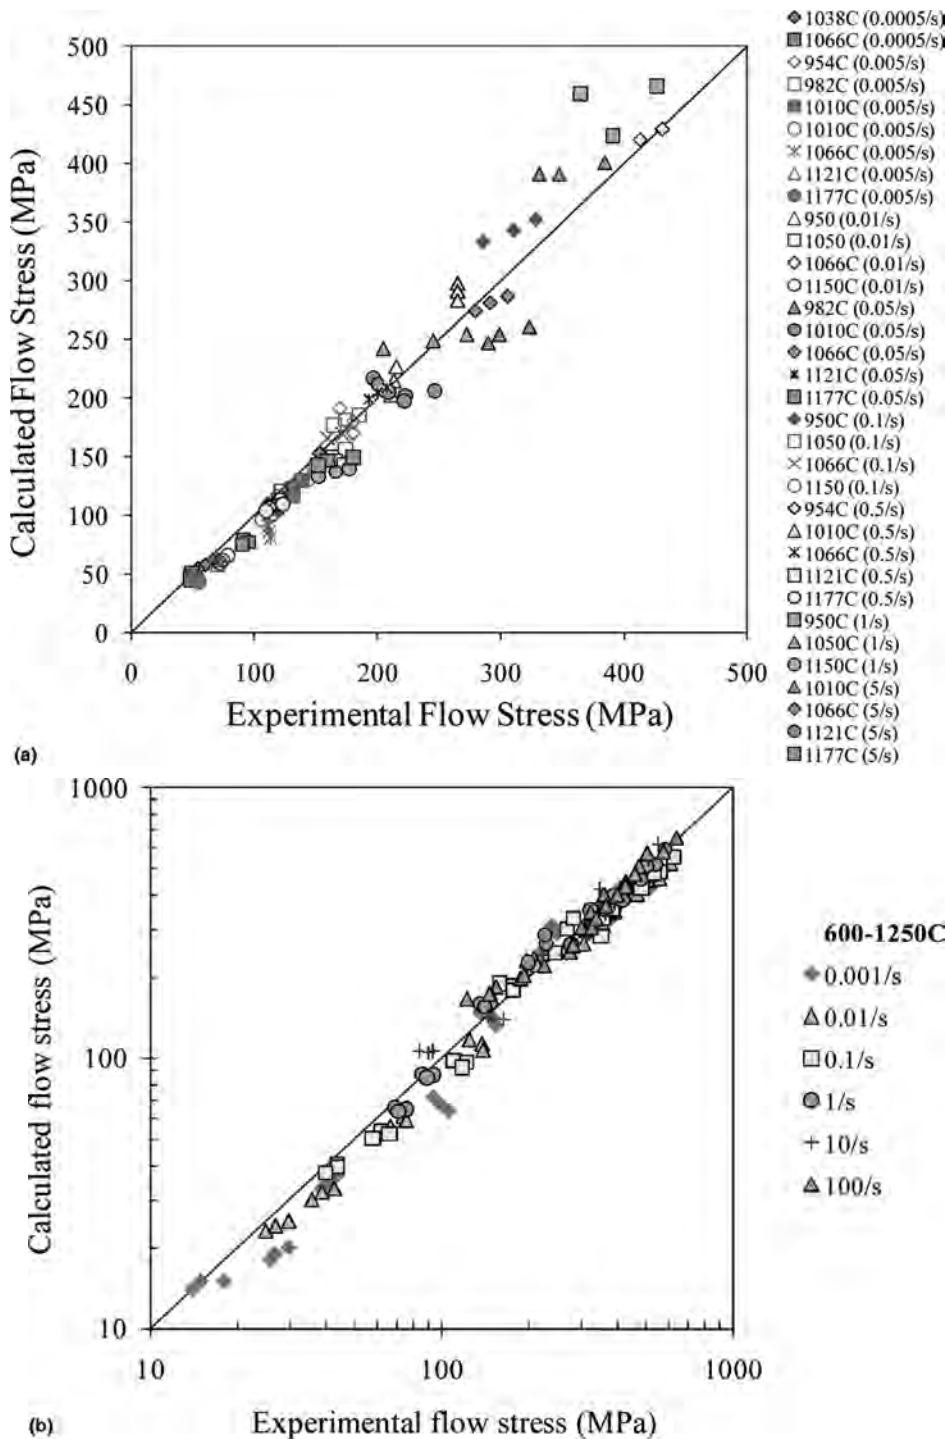 500
450
400
350
300
250
200
150
100
50
0
0
100
200
300
400
500
Calculated Flow Stress (MPa)
Experimental Flow Stress (MPa)
(a)
1038C (0.0005/s)
1066C (0.0005/s)
954C (0.005/s)
982C (0.005/s)
1010C (0.005/s)
1010C (0.005/s)
1066C (0.005/s)
1121C (0.005/s)
1177C (0.005/s)
950 (0.01/s)
1050 (0.01/s)
1066C (0.01/s)
1150C (0.01/s)
982C (0.05/s)
1010C (0.05/s)
1066C (0.05/s)
1121C (0.05/s)
1177C (0.05/s)
950C (0.1/s)
1050 (0.1/s)
1066C (0.1/s)
1150 (0.1/s)
954C (0.5/s)
1010C (0.5/s)
1066C (0.5/s)
1121C (0.5/s)
1177C (0.5/s)
950C (1/s)
1050C (1/s)
1150C (1/s)
1010C (5/s)
1066C (5/s)
1121C (5/s)
1177C (5/s)
1000
100
10
10
100
1000
Calculated flow stress (MPa)
Experimental flow stress (MPa)
(b)
600-1250C
0.001/s
0.01/s
0.1/s
1/s
10/s
100/s